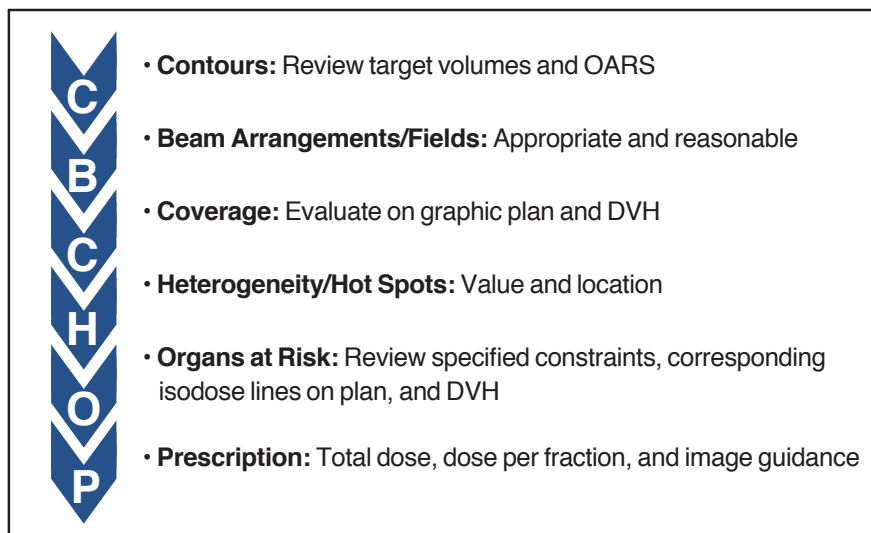 C
• Contours: Review target volumes and OARS
B
• Beam Arrangements/Fields: Appropriate and reasonable
C
• Coverage: Evaluate on graphic plan and DVH
H
• Heterogeneity/Hot Spots: Value and location
O
• Organs at Risk: Review specified constraints, corresponding
isodose lines on plan, and DVH
P
• Prescription: Total dose, dose per fraction, and image guidance